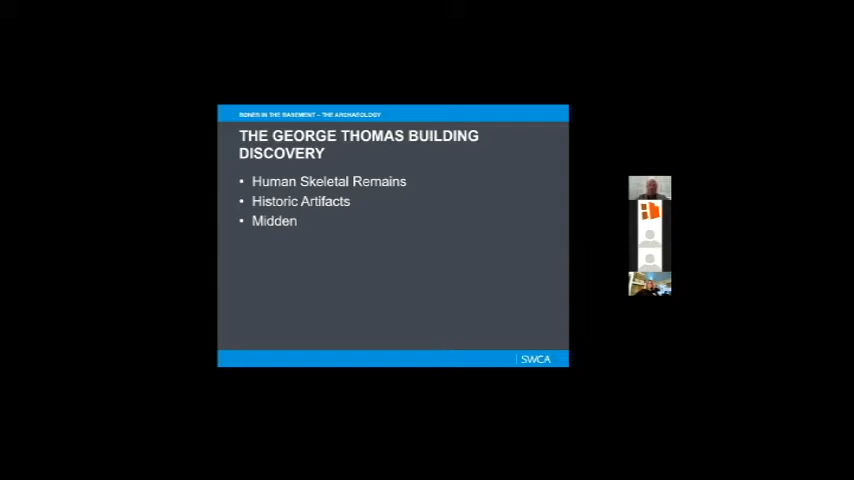 BONES IN THE BASEMENT – THE ARCHAEOLOGY
THE GEORGE THOMAS BUILDING
DISCOVERY
• Human Skeletal Remains
• Historic Artifacts
• Midden
SWCA